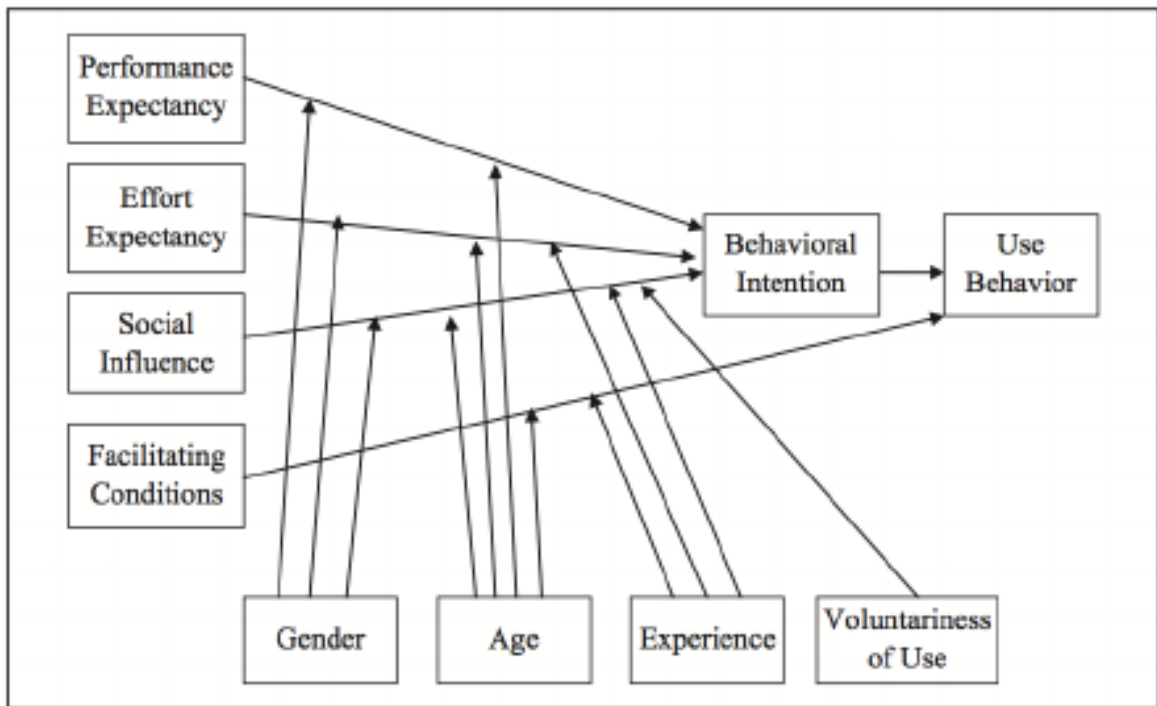 Performance
Expectancy
Effort
Expectancy
Social
Influence
Facilitating
Conditions
Behavioral
Intention
Use
Behavior
Gender
Age
Experience
Voluntariness
of Use